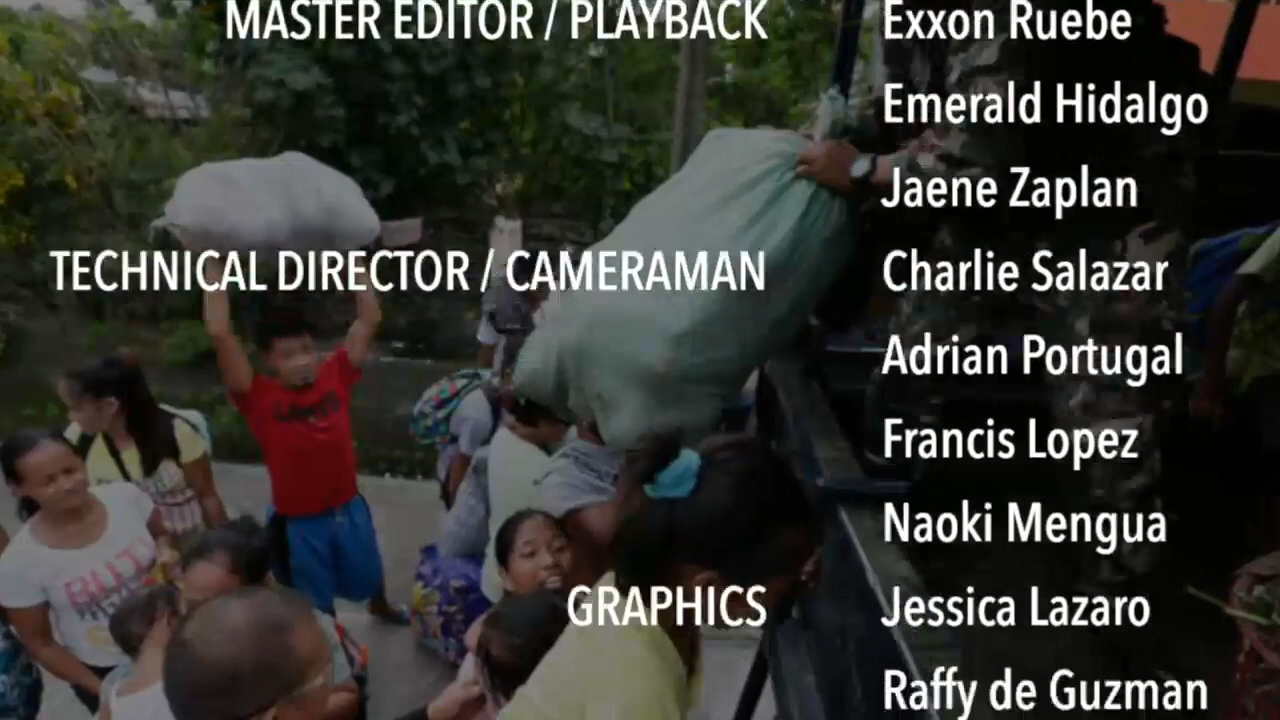 MASTER EDITOR / PLAYBACK Exxon Ruebe
Emerald Hidalgo
Jaene Zaplan
TECHNICAL DIRECTOR / CAMERAMAN Charlie Salazar
Adrian Portugal
Francis Lopez
Naoki Mengua
GRAPHICS Jessica Lazaro
Raffy de Guzman